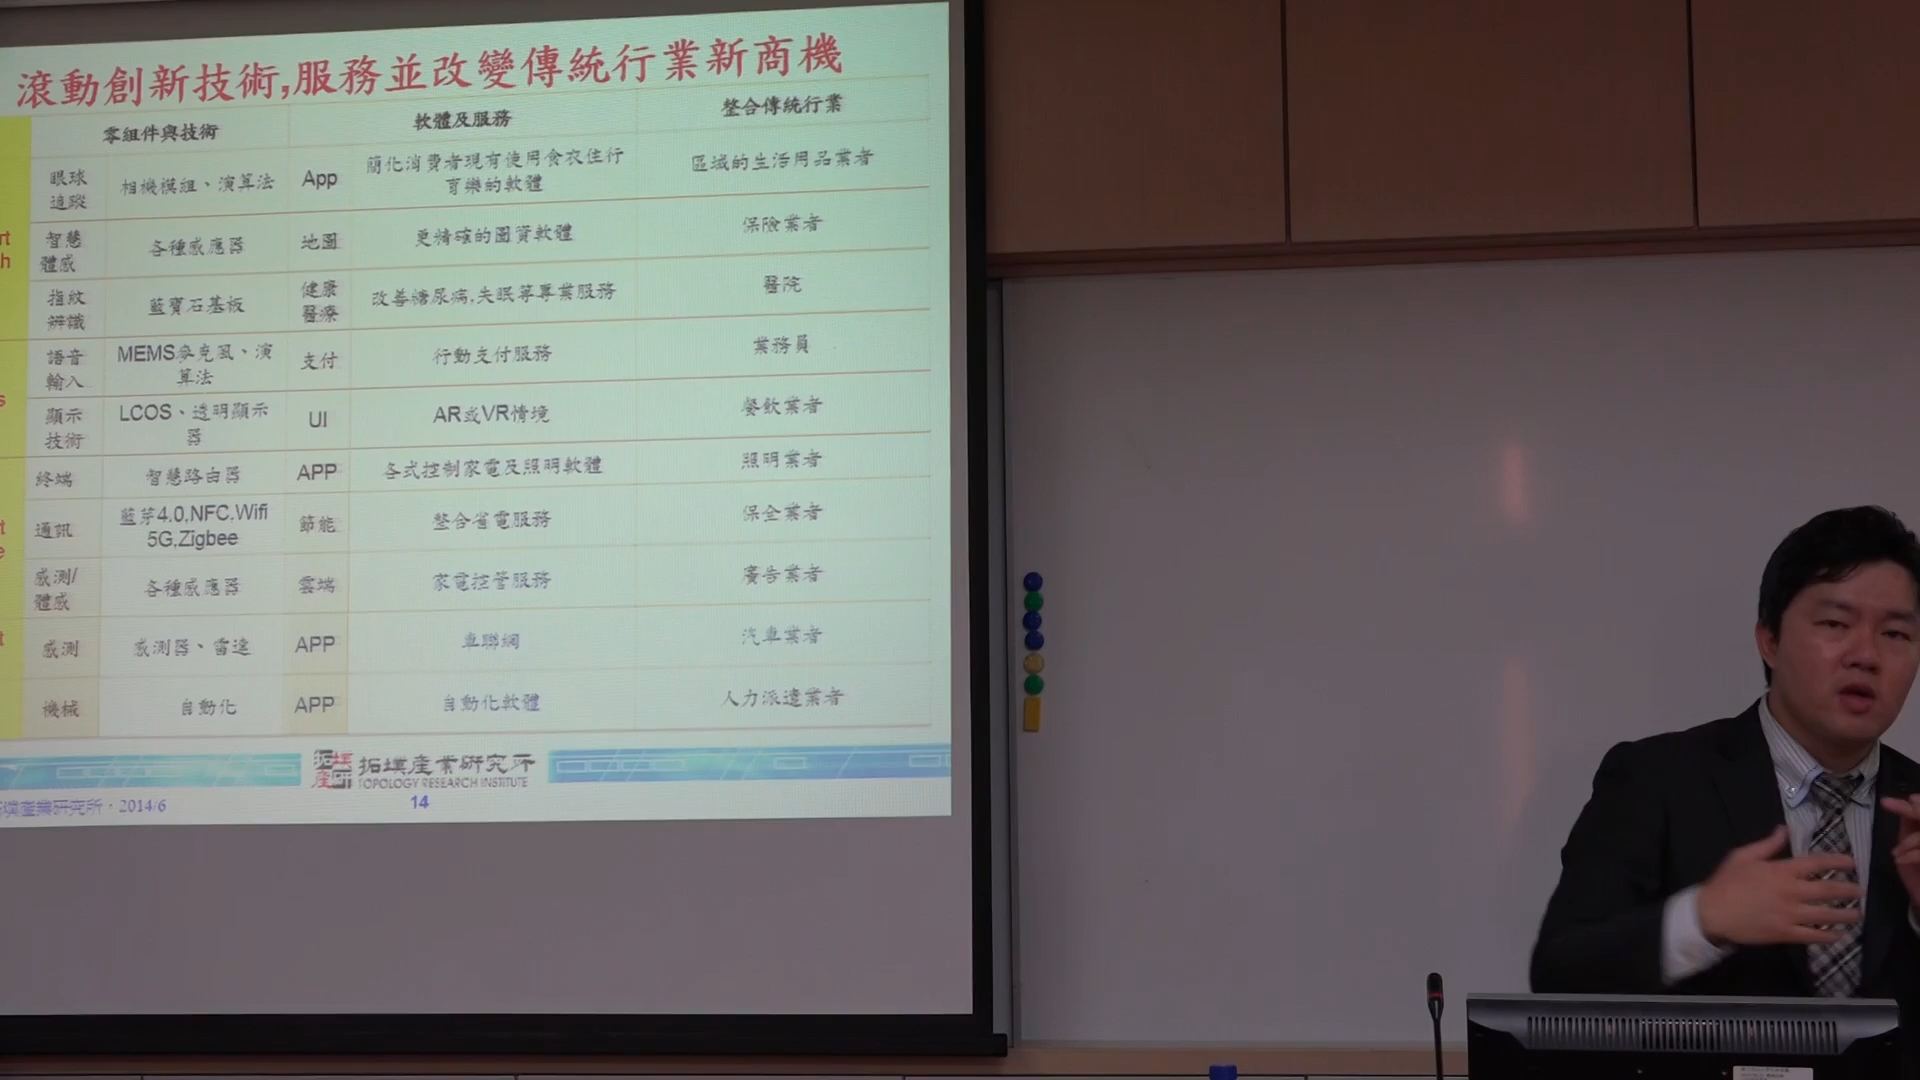 滾動創新技術,服務並改變傳統行業新商機
零組件與技術
軟體及服務
整合傳統行業
眼球
追蹤
相機模組、演算法
App
簡化消費者現有使用食衣住行
育樂的軟體
區域的生活用品業者
智慧
體感
各種感應器
地圖
更精確的圖資軟體
保險業者
指紋
辨識
藍寶石基板
健康
醫療
改善糖尿病,失眠等專業服務
醫院
語音
輸入
MEMS麥克風、演
算法
支付
行動支付服務
業務員
顯示
技術
LCOS、透明顯示
器
UI
AR或VR情境
餐飲業者
終端
智慧路由器
APP
各式控制家電及照明軟體
照明業者
通訊
藍芽4.0,NFC,Wifi
5G,Zigbee
節能
整合省電服務
保全業者
感測/
體感
各種感應器
雲端
家電控管服務
廣告業者
感測
感測器、雷達
APP
車聯網
汽車業者
機械
自動化
APP
自動化軟體
人力派遣業者
rt
h
s
t
e
t
拓墣
產研
拓墣產業研究所
TOPOLOGY RESEARCH INSTITUTE
墣產業研究所,2014/6
14